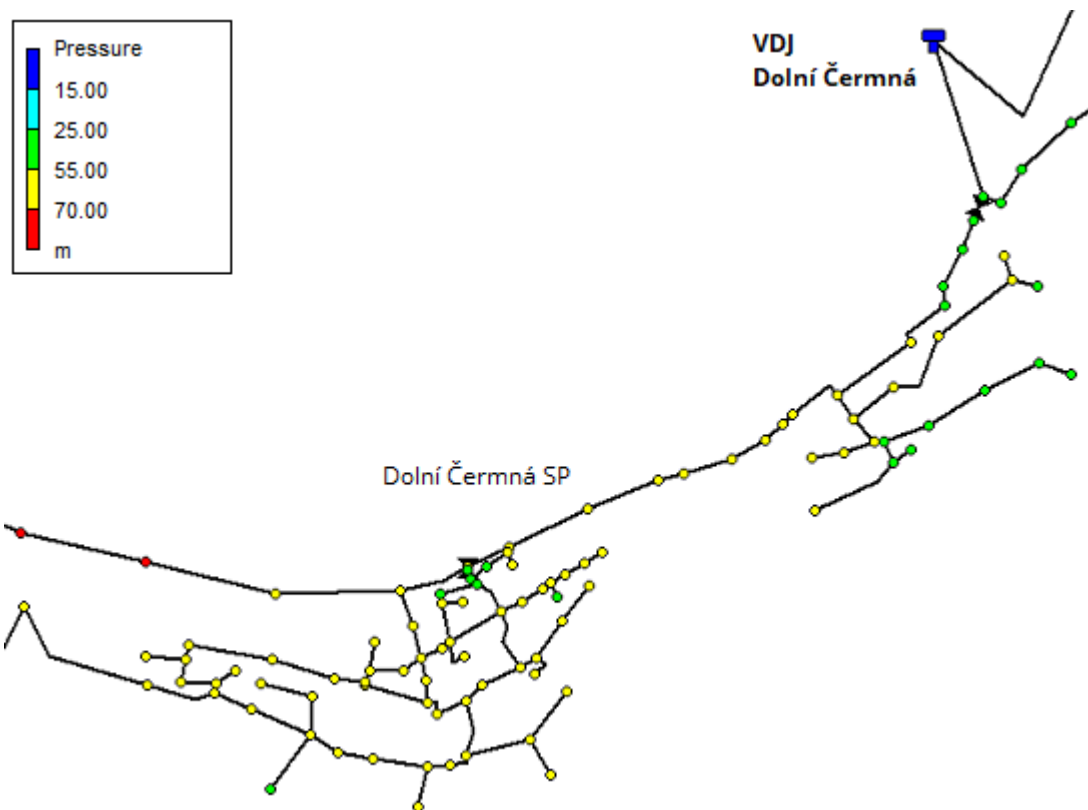 Pressure
15.00
25.00
55.00
70.00
m
VDJ
Dolní Čermná
Dolní Čermná SP